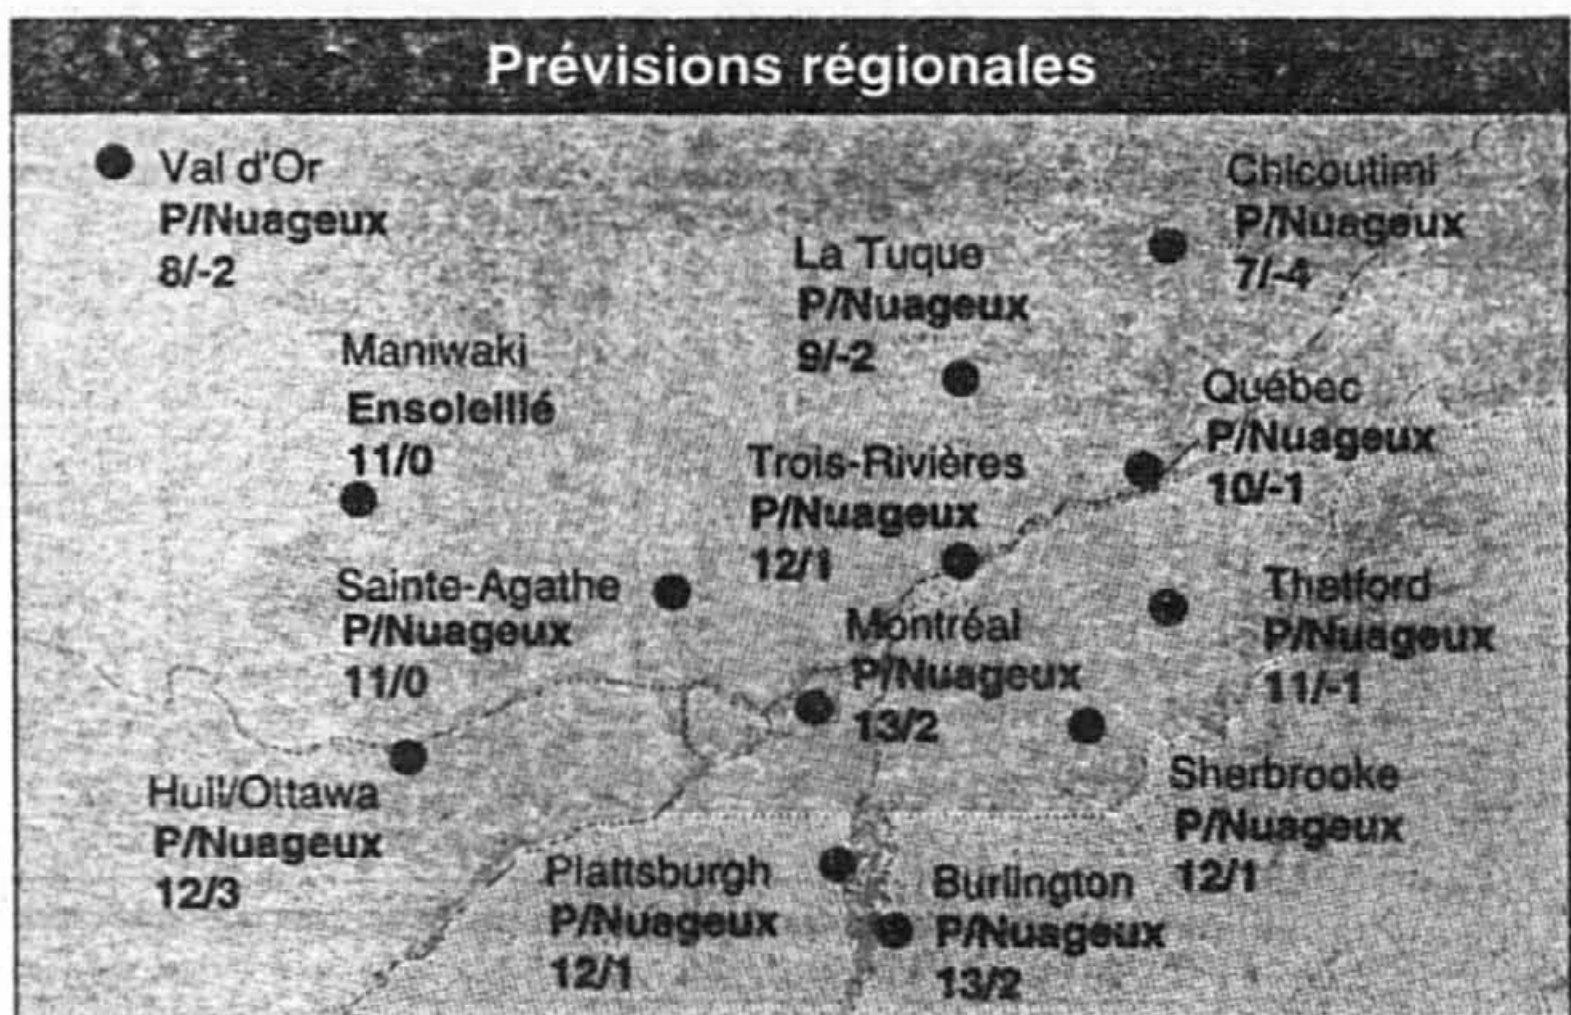 Prévisions régionales
Val d'Or
P/Nuageux
8/-2
Chicoutimi
P/Nuageux
7/-4
La Tuque
P/Nuageux
9/-2
Maniwaki
Ensoleillé
11/0
Québec
P/Nuageux
10/-1
Trois-Rivières
P/Nuageux
12/1
Sainte-Agathe
P/Nuageux
11/0
Thetford
P/Nuageux
11/-1
Montréal
P/Nuageux
13/2
Hull/Ottawa
P/Nuageux
12/3
Sherbrooke
P/Nuageux
12/1
Plattsburgh
P/Nuageux
12/1
Burlington
P/Nuageux
13/2